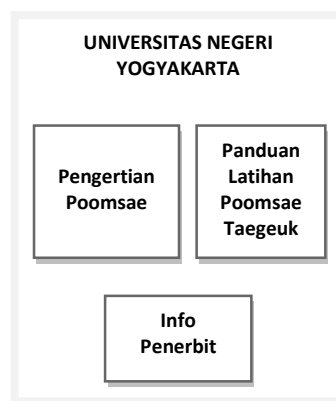 UNIVERSITAS NEGERI
YOGYAKARTA
Pengertian
Poomsae
Panduan
Latihan
Poomsae
Taegeuk
Info
Penerbit